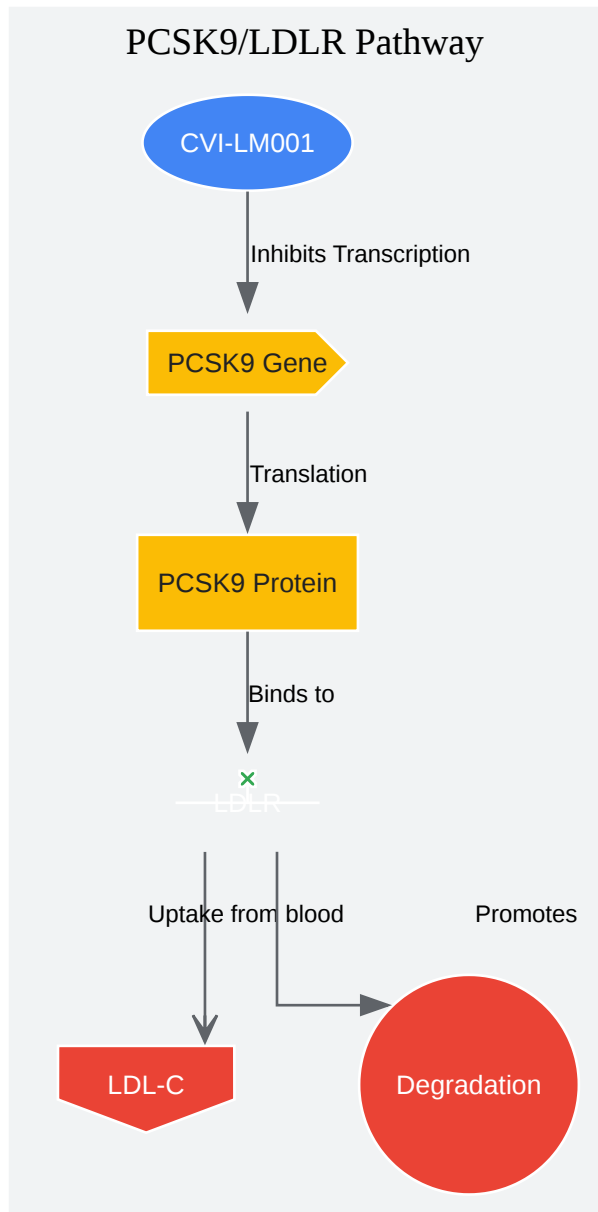 PCSK9/LDLR Pathway
CVI-LM001
Inhibits Transcription
PCSK9 Gene
Translation
PCSK9 Protein
Binds to
LDLR
Uptake from blood
Promotes
LDL-C
Degradation